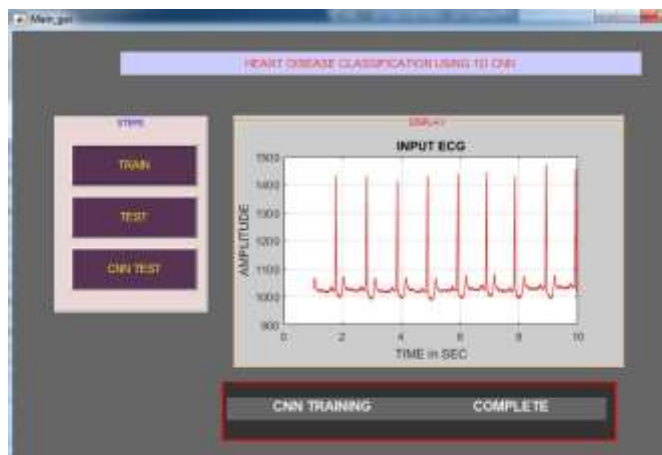 Main_gui
HEART DISEASE CLASSIFICATION USING 1D CNN
STEPS
TRAIN
TEST
CNN TEST
DISPLAY
INPUT ECG
1500
1400
1300
1200
1100
1000
900
AMPLITUDE
0 2 4 6 8 10
TIME in SEC
CNN TRAINING COMPLETE